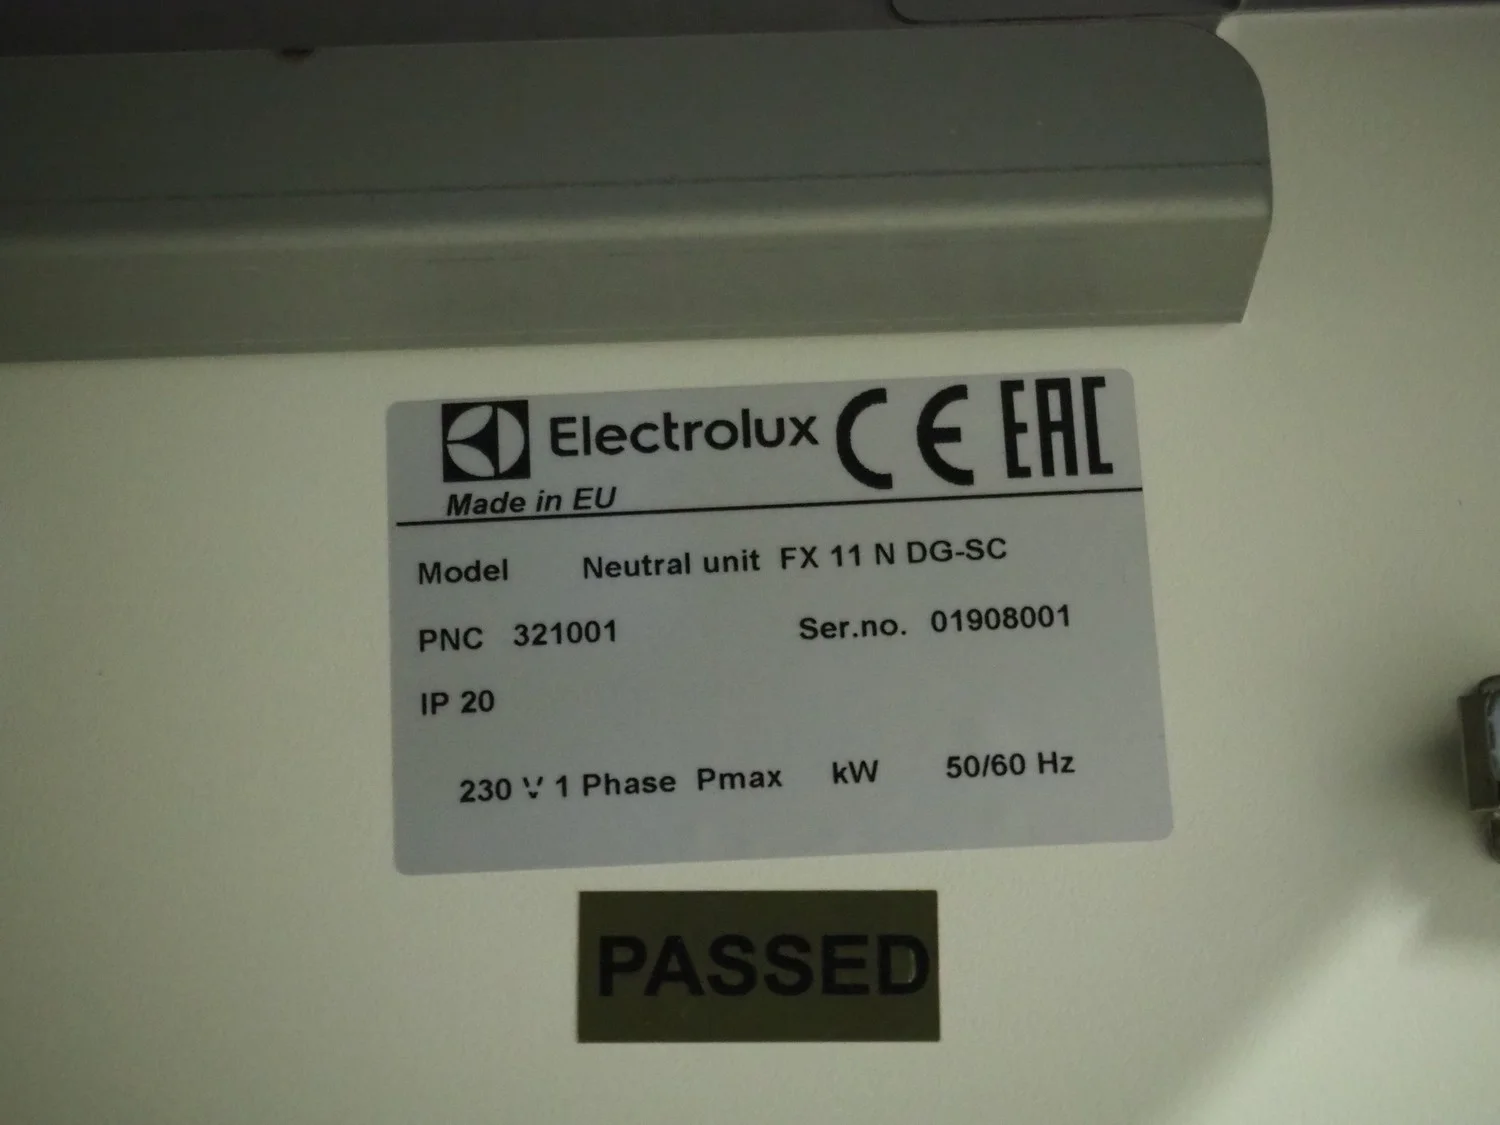 Electrolux CE EAC
Made in EU
Model Neutral unit FX 11 N DG-SC
PNC 321001 Ser.no. 01908001
IP 20
230 V 1 Phase Pmax kW 50/60 Hz
PASSED